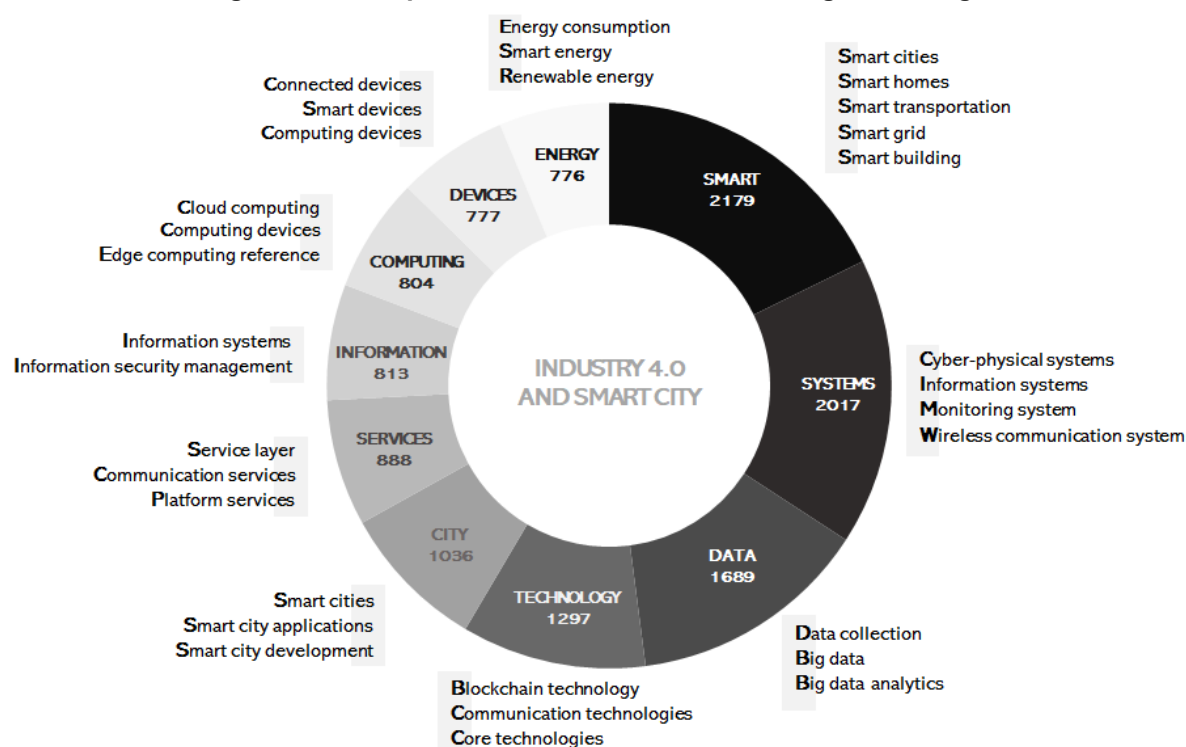 Energy consumption
Smart energy
Renewable energy
Smart cities
Smart homes
Smart transportation
Smart grid
Smart building
Connected devices
Smart devices
Computing devices
ENERGY
776
SMART
2179
DEVICES
777
Cloud computing
Computing devices
Edge computing reference
COMPUTING
804
Information systems
Information security management
INFORMATION
813
INDUSTRY 4.0
AND SMART CITY
SYSTEMS
2017
Cyber-physical systems
Information systems
Monitoring system
Wireless communication system
SERVICES
888
Service layer
Communication services
Platform services
CITY
1036
DATA
1689
TECHNOLOGY
1297
Smart cities
Smart city applications
Smart city development
Data collection
Big data
Big data analytics
Blockchain technology
Communication technologies
Core technologies